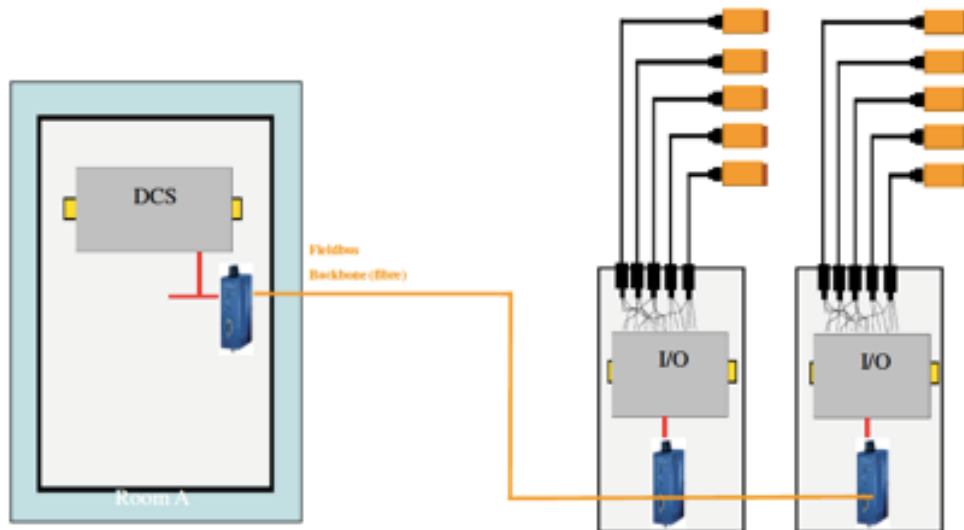 DCS
Fieldbus
Backbone (fibre)
I/O
I/O
Room A